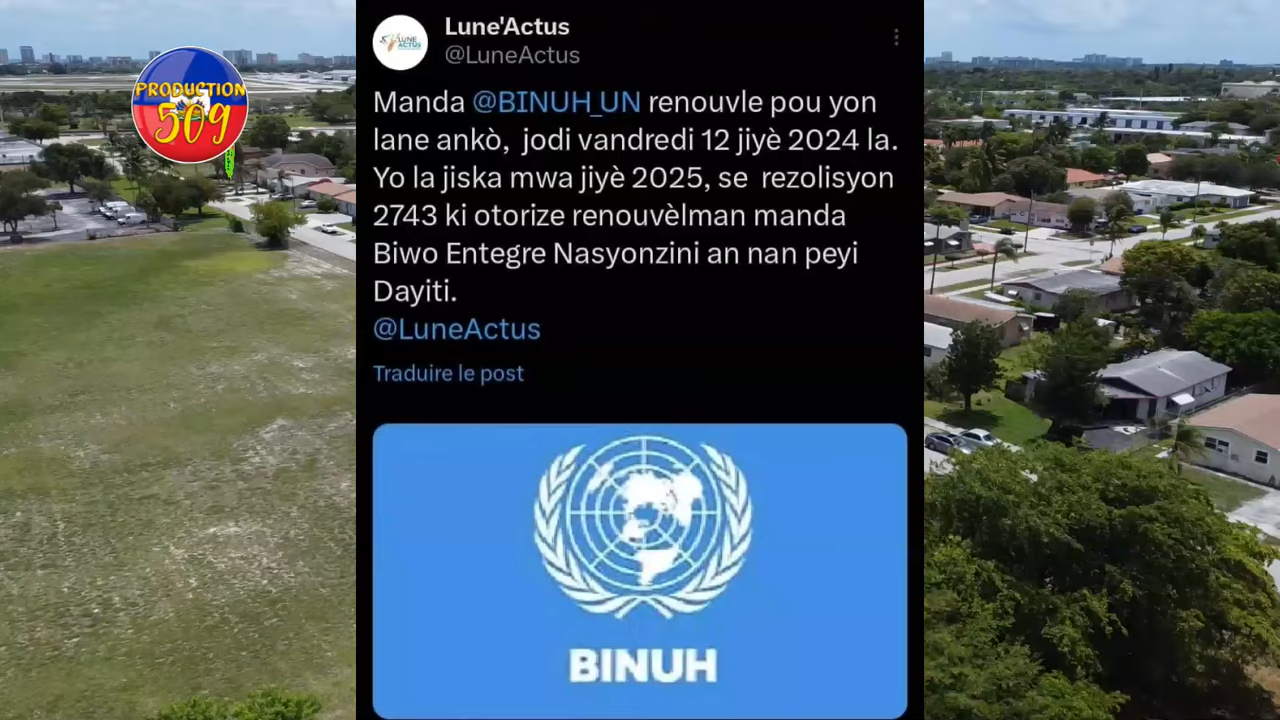 PRODUCTION
509
LUNE
ACTUS
Lune'Actus
@LuneActus
Manda @BINUH_UN renouvle pou yon
lane ankò, jodi vandredi 12 jiyè 2024 la.
Yo la jiska mwa jiyè 2025, se rezolisyon
2743 ki otorize renouvèlman manda
Biwo Entegre Nasyonzini an nan peyi
Dayiti.
@LuneActus
Traduire le post
BINUH